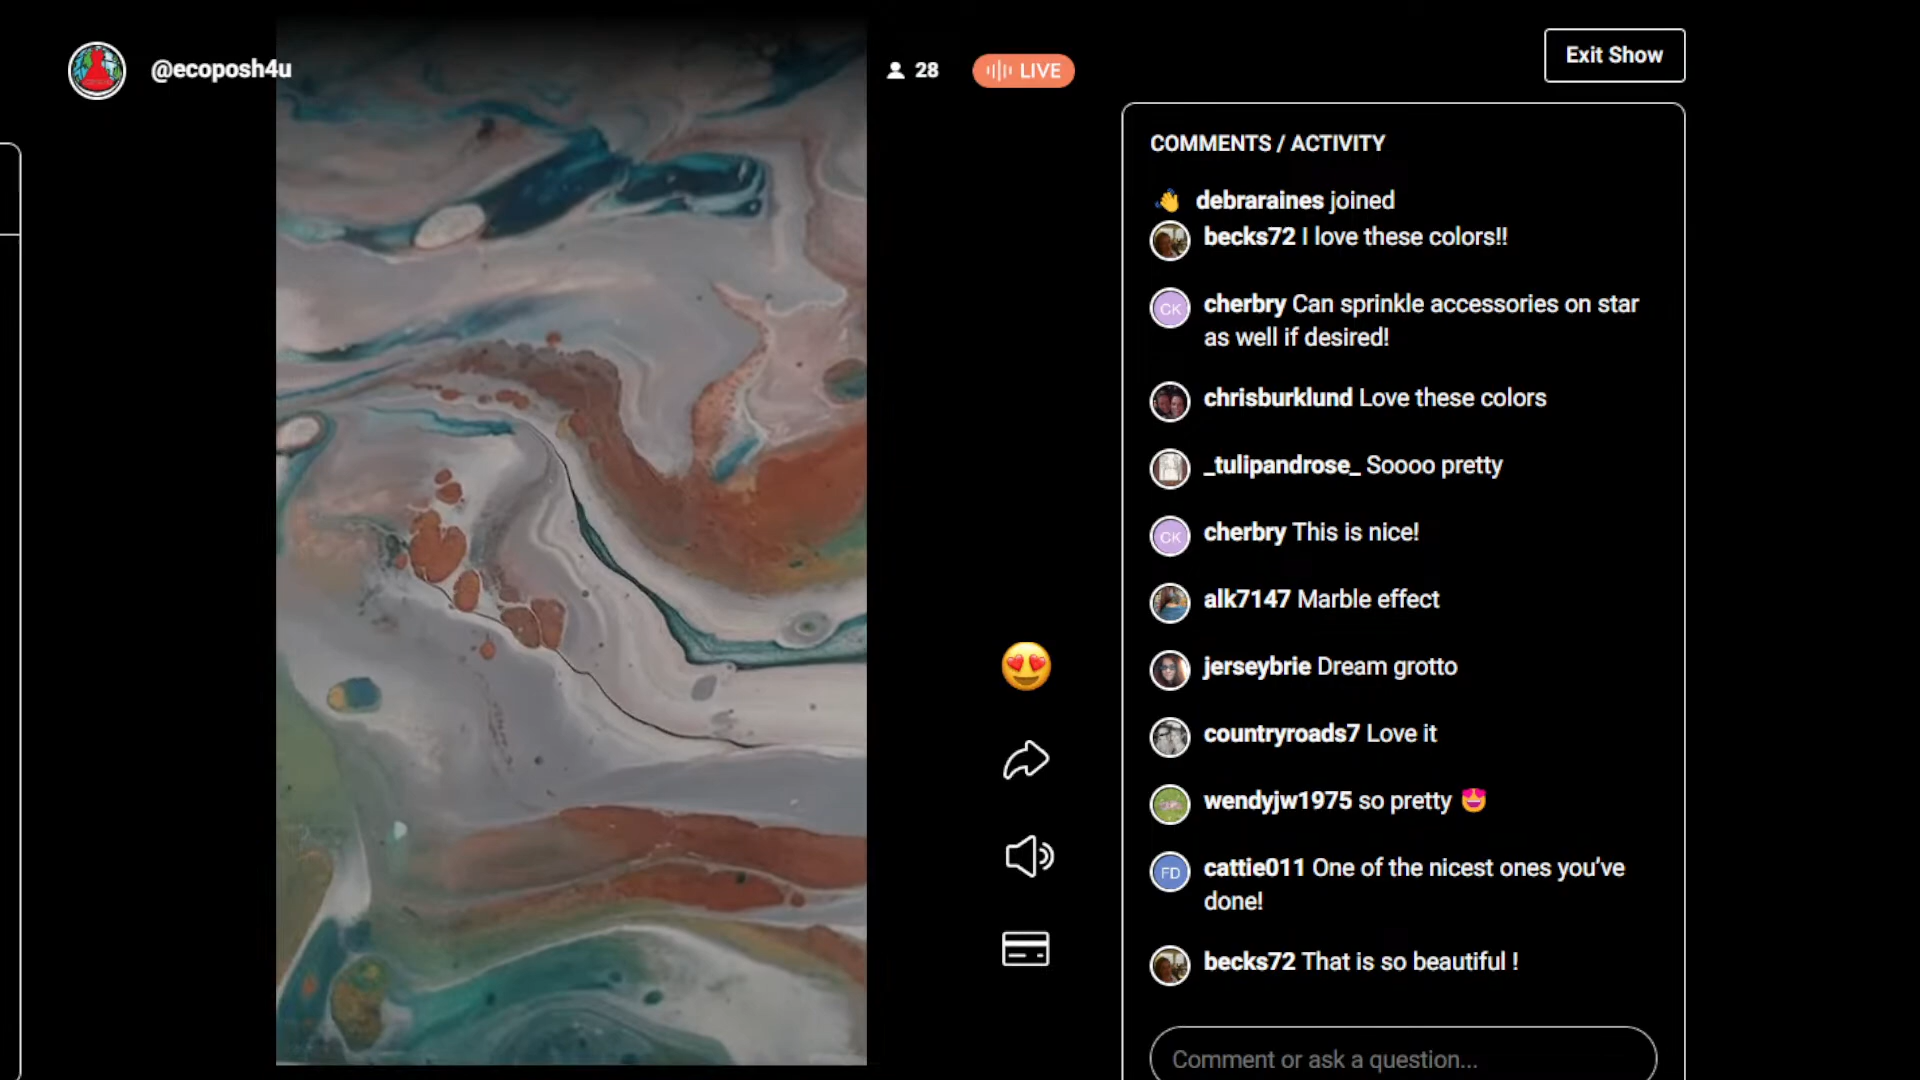 @ecoposh4u
28
LIVE
Exit Show
COMMENTS / ACTIVITY
debraraines joined
becks72 I love these colors!!
CK
cherbry Can sprinkle accessories on star
as well if desired!
chrisburklund Love these colors
_tulipandrose_ Soooo pretty
CK
cherbry This is nice!
alk7147 Marble effect
jerseybrie Dream grotto
countryroads7 Love it
wendyjw1975 so pretty 😍
FD
cattie011 One of the nicest ones you’ve
done!
becks72 That is so beautiful !
Comment or ask a question...